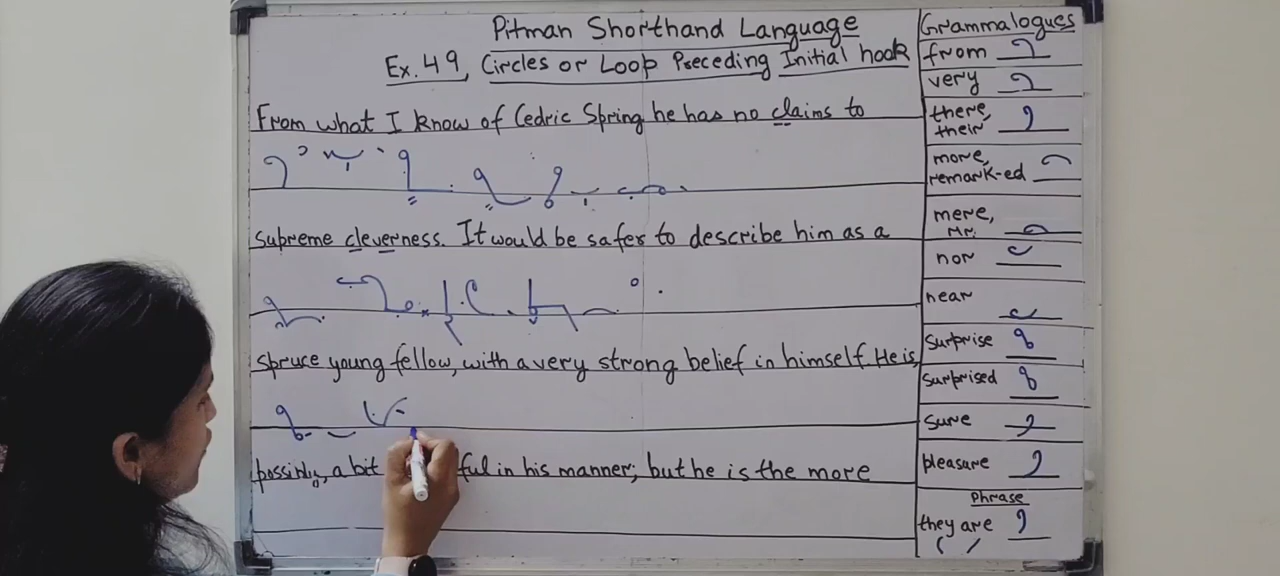 Pitman Shorthand Language
Ex. 49, Circles or Loop Preceding Initial hook
From what I know of Cedric Spring he has no claims to
supreme cleverness. It would be safer to describe him as a
spruce young fellow, with a very strong belief in himself. He is,
possibly, a bit ful in his manner; but he is the more
Grammalogues
from
very
there,
their
more,
remark-ed
mere,
Mr.
nor
near
surprise
surprised
sure
pleasure
Phrase
they are